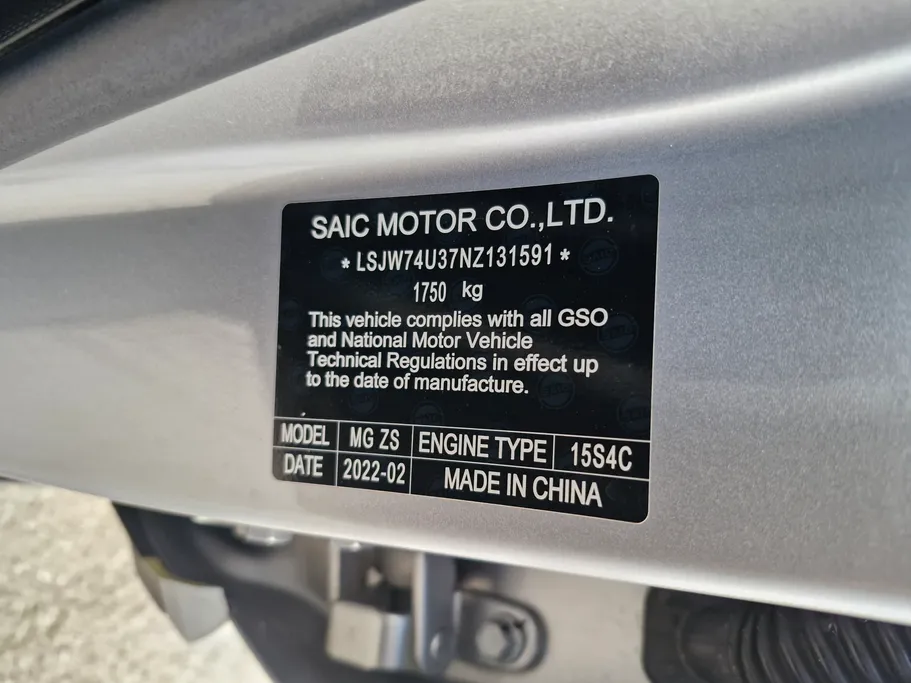 SAIC MOTOR CO.,LTD.
* LSJW74U37NZ131591 *
1750 kg
This vehicle complies with all GSO
and National Motor Vehicle
Technical Regulations in effect up
to the date of manufacture.
MODEL MG ZS ENGINE TYPE 15S4C
DATE 2022-02 MADE IN CHINA